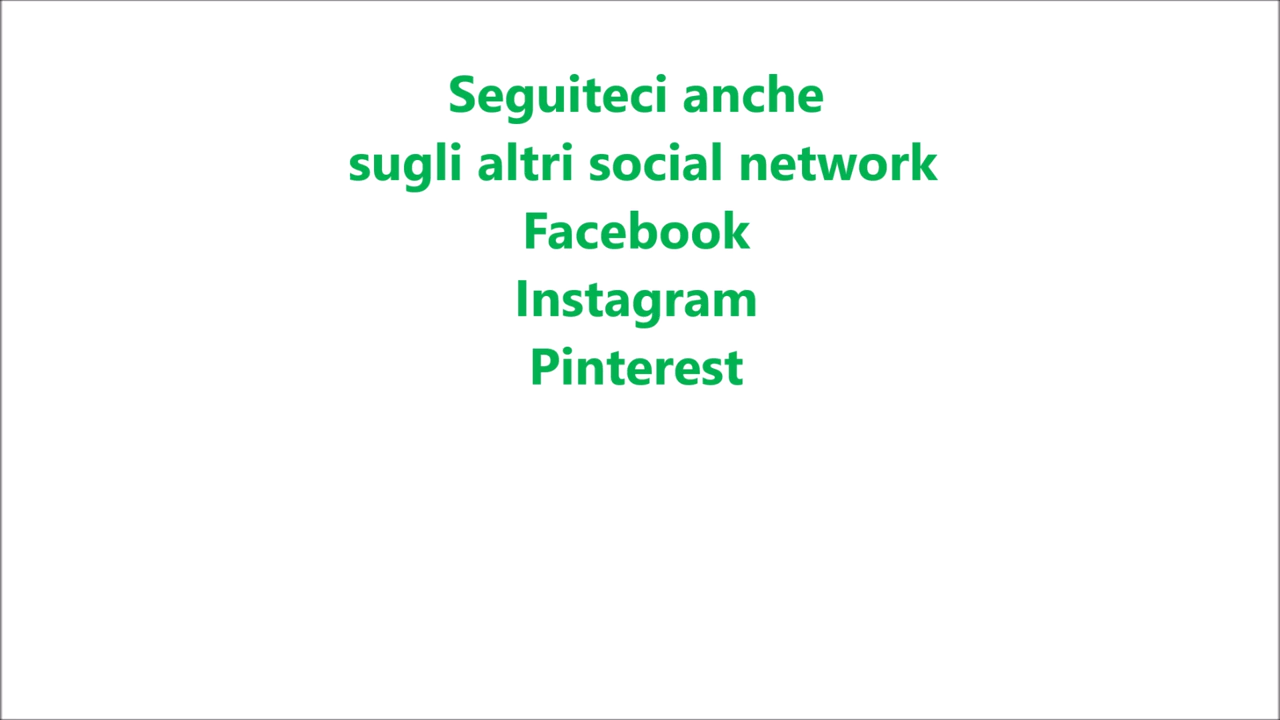 Seguiteci anche
sugli altri social network
Facebook
Instagram
Pinterest